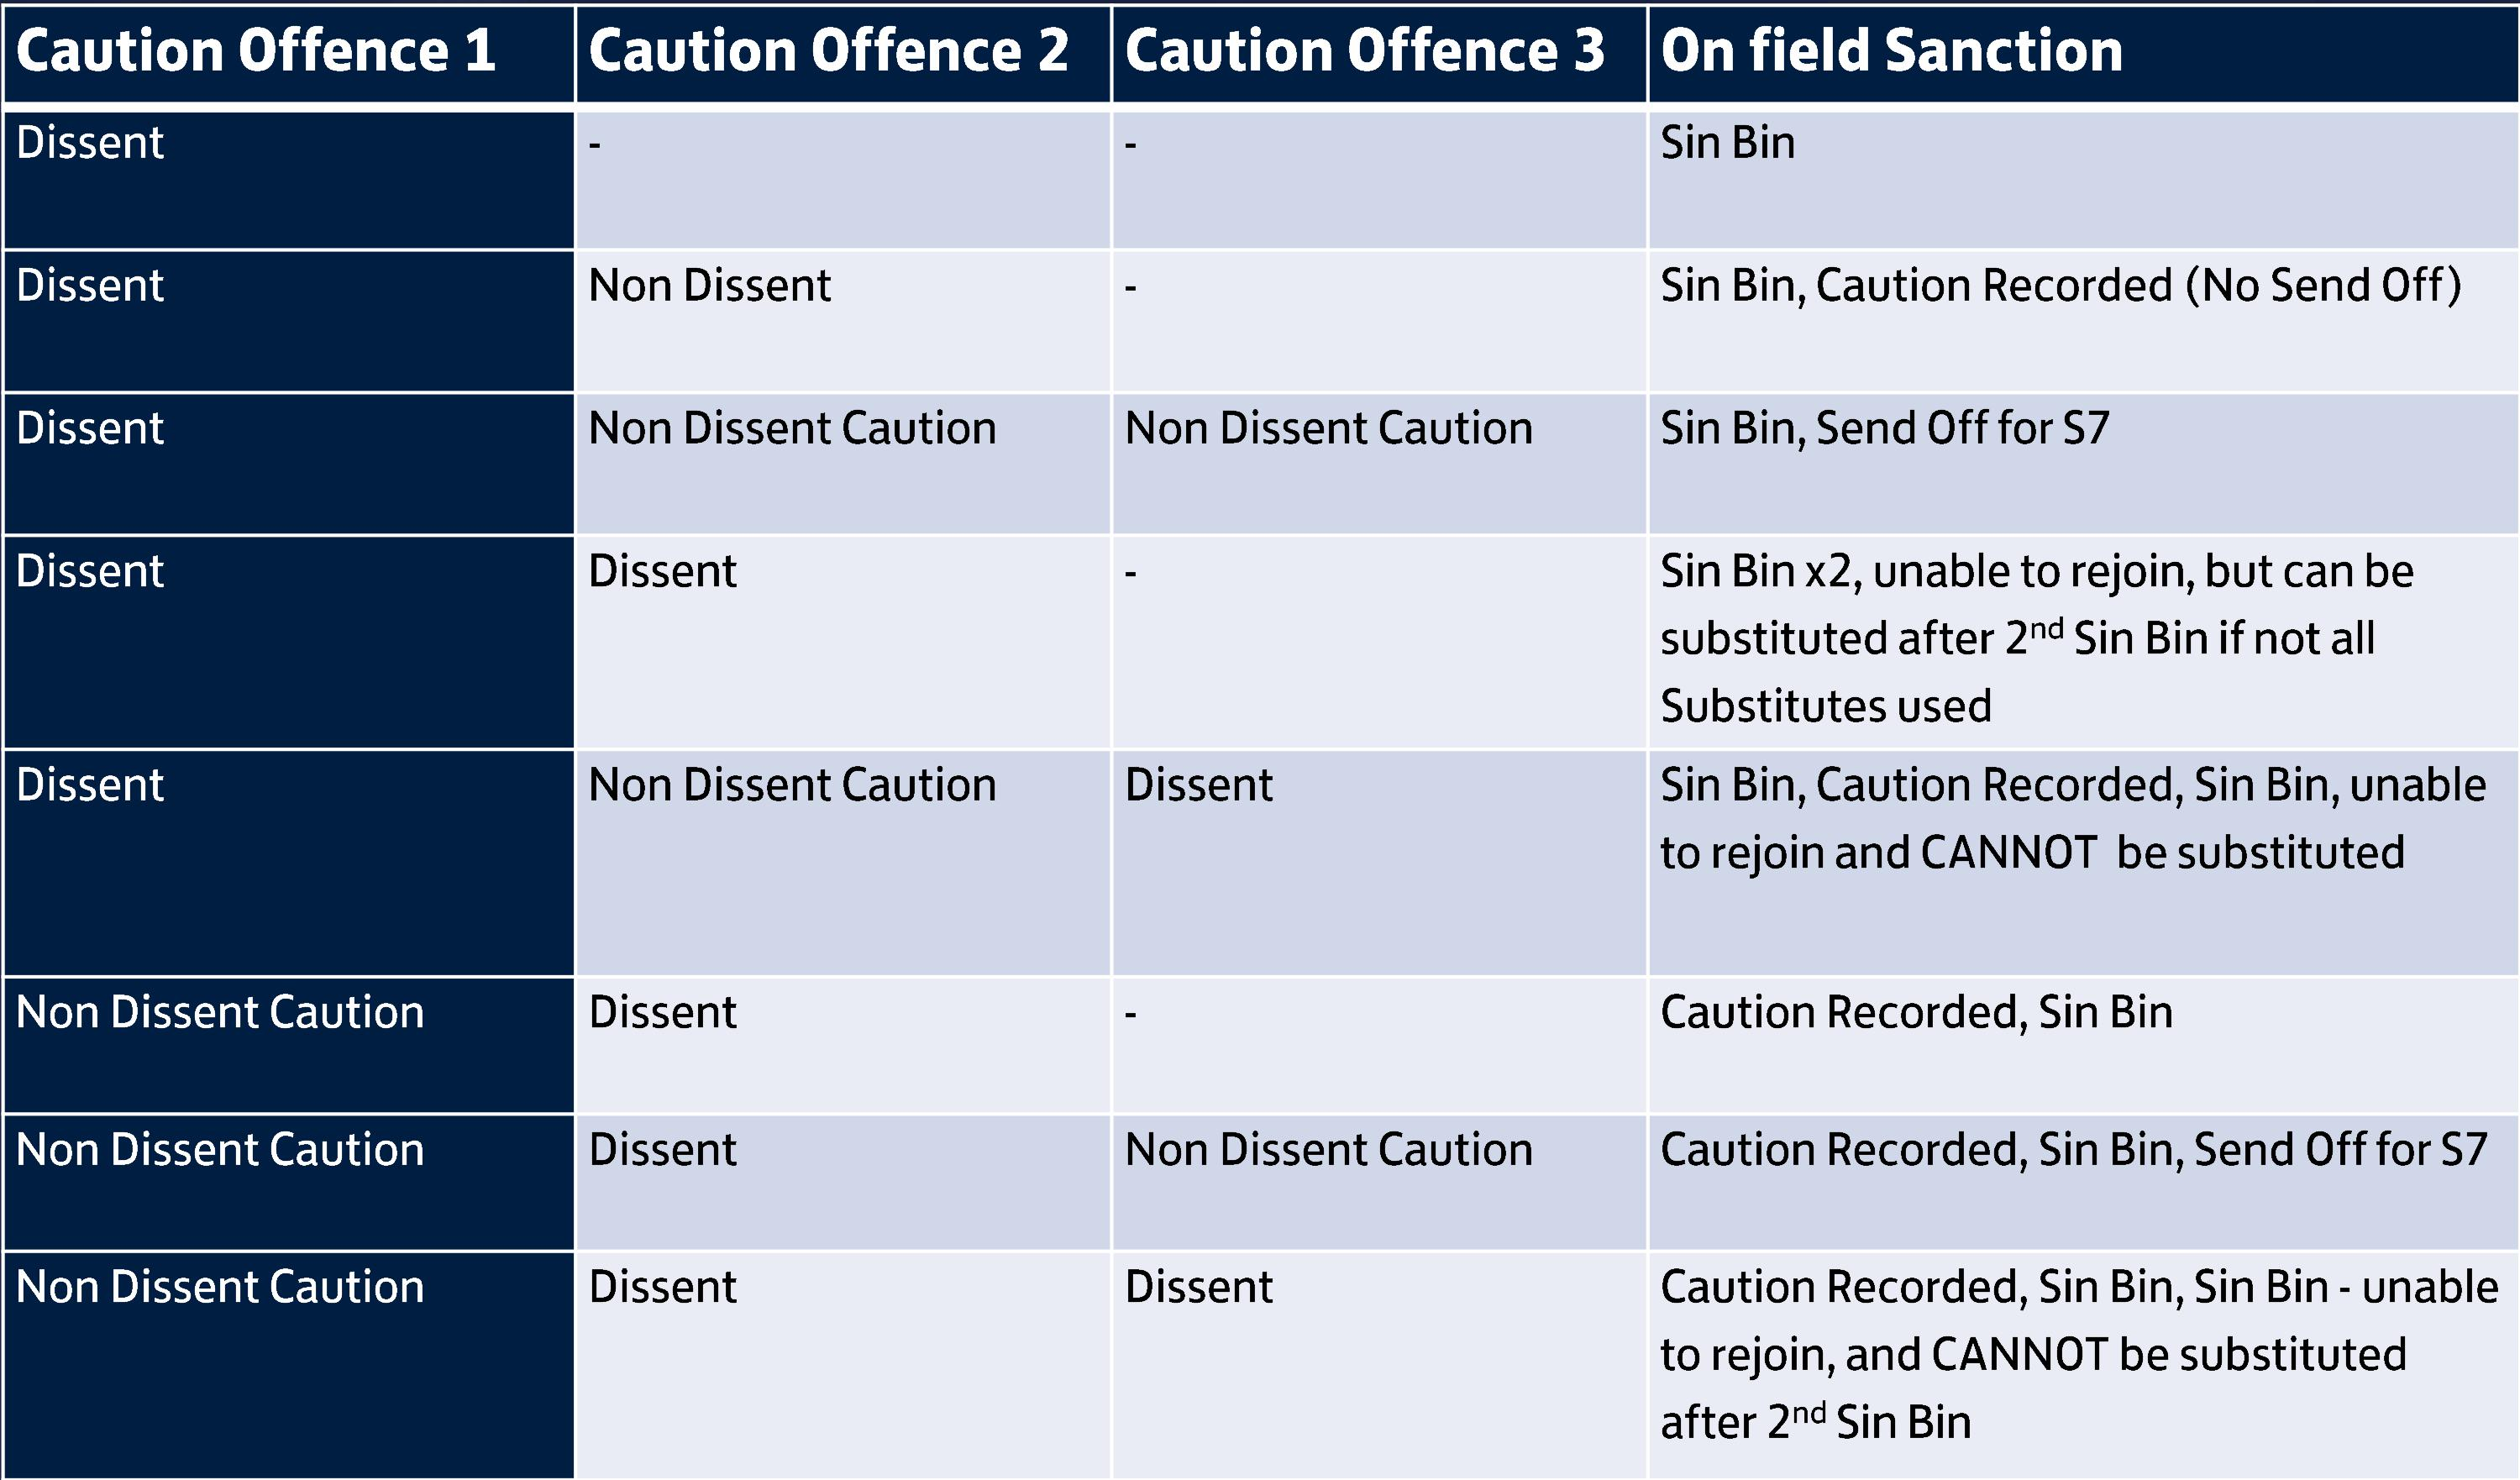 Caution Offence 1 Caution Offence 2 Caution Offence 3 On field Sanction
Dissent - - Sin Bin
Dissent Non Dissent - Sin Bin, Caution Recorded (No Send Off)
Dissent Non Dissent Caution Non Dissent Caution Sin Bin, Send Off for S7
Dissent Dissent - Sin Bin x2, unable to rejoin, but can be
substituted after 2nd Sin Bin if not all
Substitutes used
Dissent Non Dissent Caution Dissent Sin Bin, Caution Recorded, Sin Bin, unable
to rejoin and CANNOT be substituted
Non Dissent Caution Dissent - Caution Recorded, Sin Bin
Non Dissent Caution Dissent Non Dissent Caution Caution Recorded, Sin Bin, Send Off for S7
Non Dissent Caution Dissent Dissent Caution Recorded, Sin Bin, Sin Bin - unable
to rejoin, and CANNOT be substituted
after 2nd Sin Bin